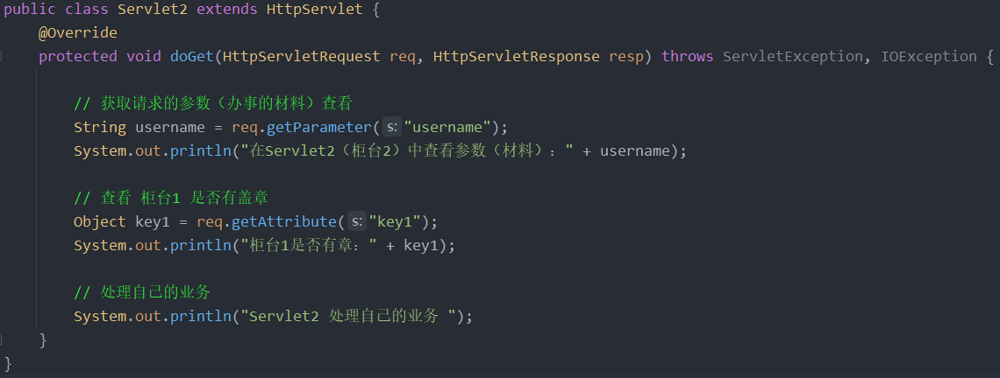 public class Servlet2 extends HttpServlet {
@Override
protected void doGet(HttpServletRequest req, HttpServletResponse resp) throws ServletException, IOException {
// 获取请求的参数（办事的材料）查看
String username = req.getParameter( s: "username");
System.out.println("在Servlet2（柜台2）中查看参数（材料）：" + username);
// 查看 柜台1 是否有盖章
Object key1 = req.getAttribute( s: "key1");
System.out.println("柜台1是否有章：" + key1);
// 处理自己的业务
System.out.println("Servlet2 处理自己的业务 ");
}
}